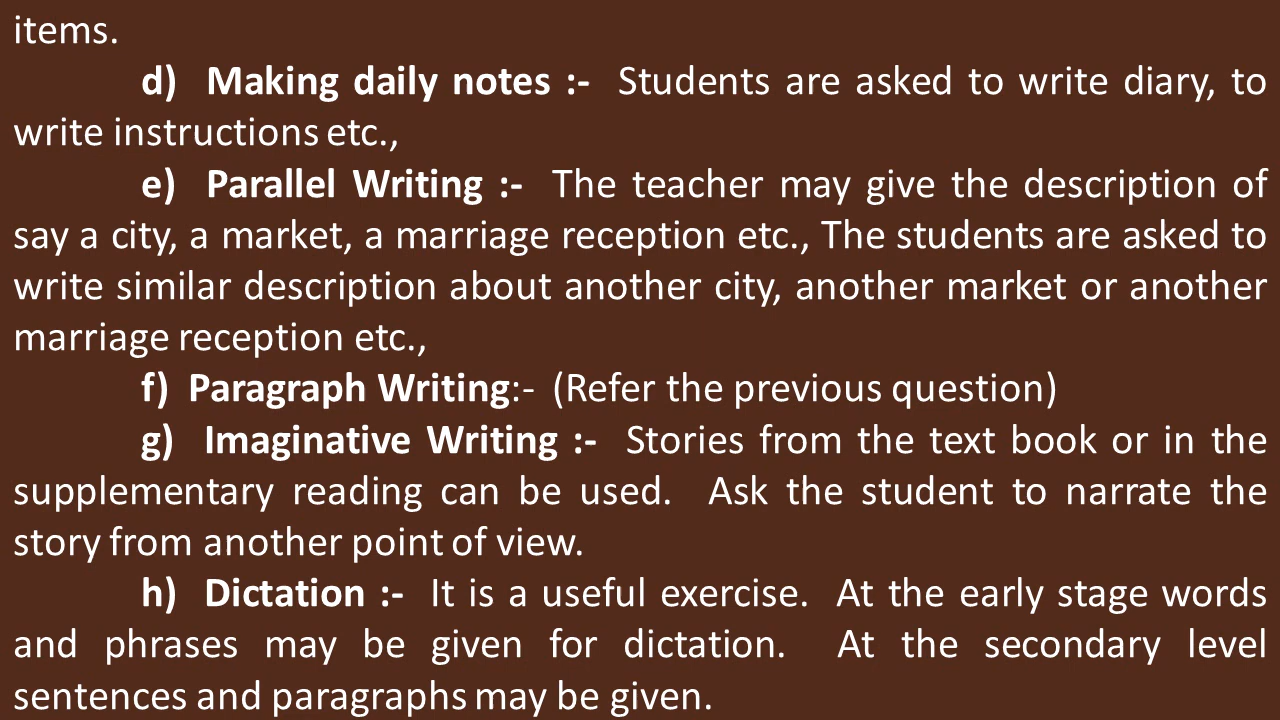 items.
d) Making daily notes :- Students are asked to write diary, to
write instructions etc.,
e) Parallel Writing :- The teacher may give the description of
say a city, a market, a marriage reception etc., The students are asked to
write similar description about another city, another market or another
marriage reception etc.,
f) Paragraph Writing:- (Refer the previous question)
g) Imaginative Writing :- Stories from the text book or in the
supplementary reading can be used. Ask the student to narrate the
story from another point of view.
h) Dictation :- It is a useful exercise. At the early stage words
and phrases may be given for dictation. At the secondary level
sentences and paragraphs may be given.